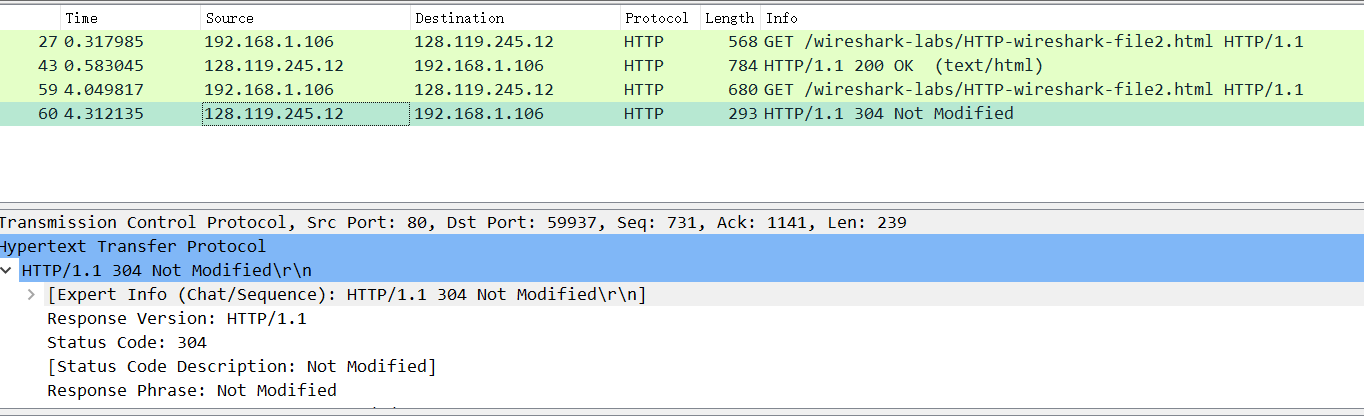 Time Source Destination Protocol Length Info
27 0.317985 192.168.1.106 128.119.245.12 HTTP 568 GET /wireshark-labs/HTTP-wireshark-file2.html HTTP/1.1
43 0.583045 128.119.245.12 192.168.1.106 HTTP 784 HTTP/1.1 200 OK (text/html)
59 4.049817 192.168.1.106 128.119.245.12 HTTP 680 GET /wireshark-labs/HTTP-wireshark-file2.html HTTP/1.1
60 4.312135 128.119.245.12 192.168.1.106 HTTP 293 HTTP/1.1 304 Not Modified
Transmission Control Protocol, Src Port: 80, Dst Port: 59937, Seq: 731, Ack: 1141, Len: 239
Hypertext Transfer Protocol
HTTP/1.1 304 Not Modified\r\n
[Expert Info (Chat/Sequence): HTTP/1.1 304 Not Modified\r\n]
Response Version: HTTP/1.1
Status Code: 304
[Status Code Description: Not Modified]
Response Phrase: Not Modified